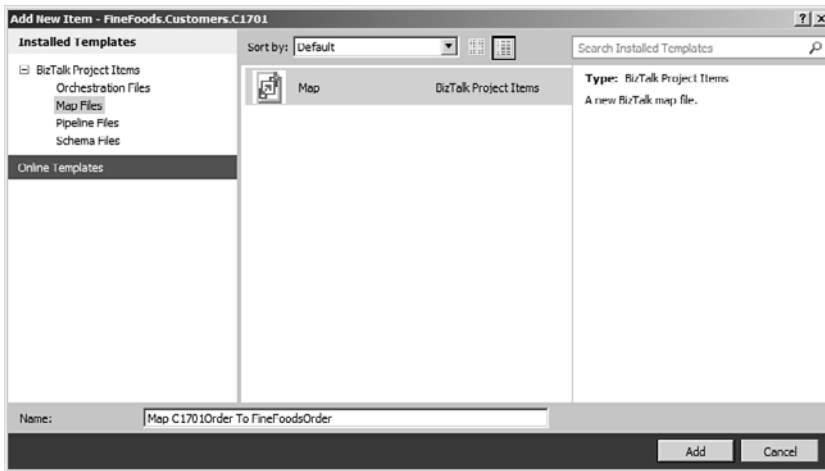 Add New Item - FineFoods.Customers.C1701
Installed Templates
Sort by: Default
Search Installed Templates
BizTalk Project Items
Orchestration Files
Map Files
Pipeline Files
Schema Files
Online Templates
Map BizTalk Project Items
Type: BizTalk Project Items
A new BizTalk map file.
Name: Map C1701Order To FineFoodsOrder
Add Cancel